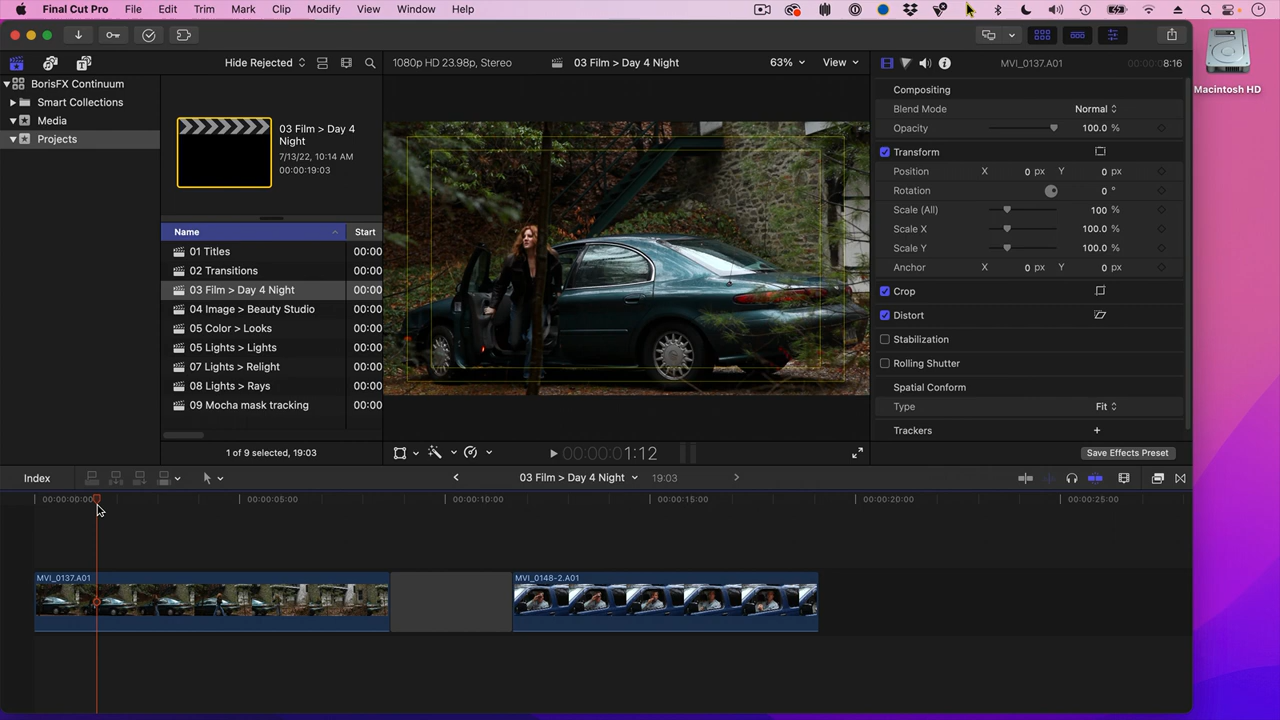 Final Cut Pro File Edit Trim Mark Clip Modify View Window Help
Hide Rejected
1080p HD 23.98p, Stereo
03 Film > Day 4 Night
63%
View
MVI_0137.A01
00:00:00:08:16
BorisFX Continuum
Smart Collections
Media
Projects
03 Film > Day 4
Night
7/13/22, 10:14 AM
00:00:19:03
Name
Start
01 Titles
00:00
02 Transitions
00:00
03 Film > Day 4 Night
00:00
04 Image > Beauty Studio
00:00
05 Color > Looks
00:00
05 Lights > Lights
00:00
07 Lights > Relight
00:00
08 Lights > Rays
00:00
09 Mocha mask tracking
00:00
1 of 9 selected, 19:03
00:00:01:12
Compositing
Blend Mode
Normal
Opacity
100.0 %
Transform
Position
X 0 px Y 0 px
Rotation
0 °
Scale (All)
100 %
Scale X
100.0 %
Scale Y
100.0 %
Anchor
X 0 px Y 0 px
Crop
Distort
Stabilization
Rolling Shutter
Spatial Conform
Type
Fit
Trackers
+
Save Effects Preset
Macintosh HD
Index
03 Film > Day 4 Night
19:03
00:00:00:00
00:00:05:00
00:00:10:00
00:00:15:00
00:00:20:00
00:00:25:00
MVI_0137.A01
MVI_0148-2.A01